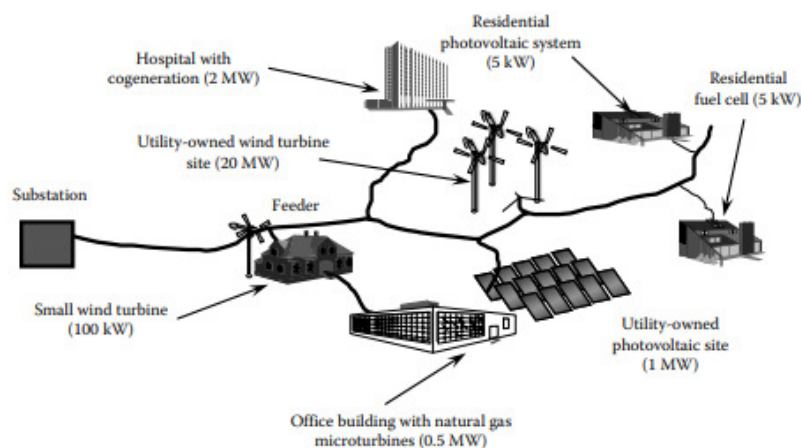 Residential
photovoltaic system
(5 kW)
Hospital with
cogeneration (2 MW)
Residential
fuel cell (5 kW)
Utility-owned wind turbine
site (20 MW)
Substation
Feeder
Small wind turbine
(100 kW)
Utility-owned
photovoltaic site
(1 MW)
Office building with natural gas
microturbines (0.5 MW)